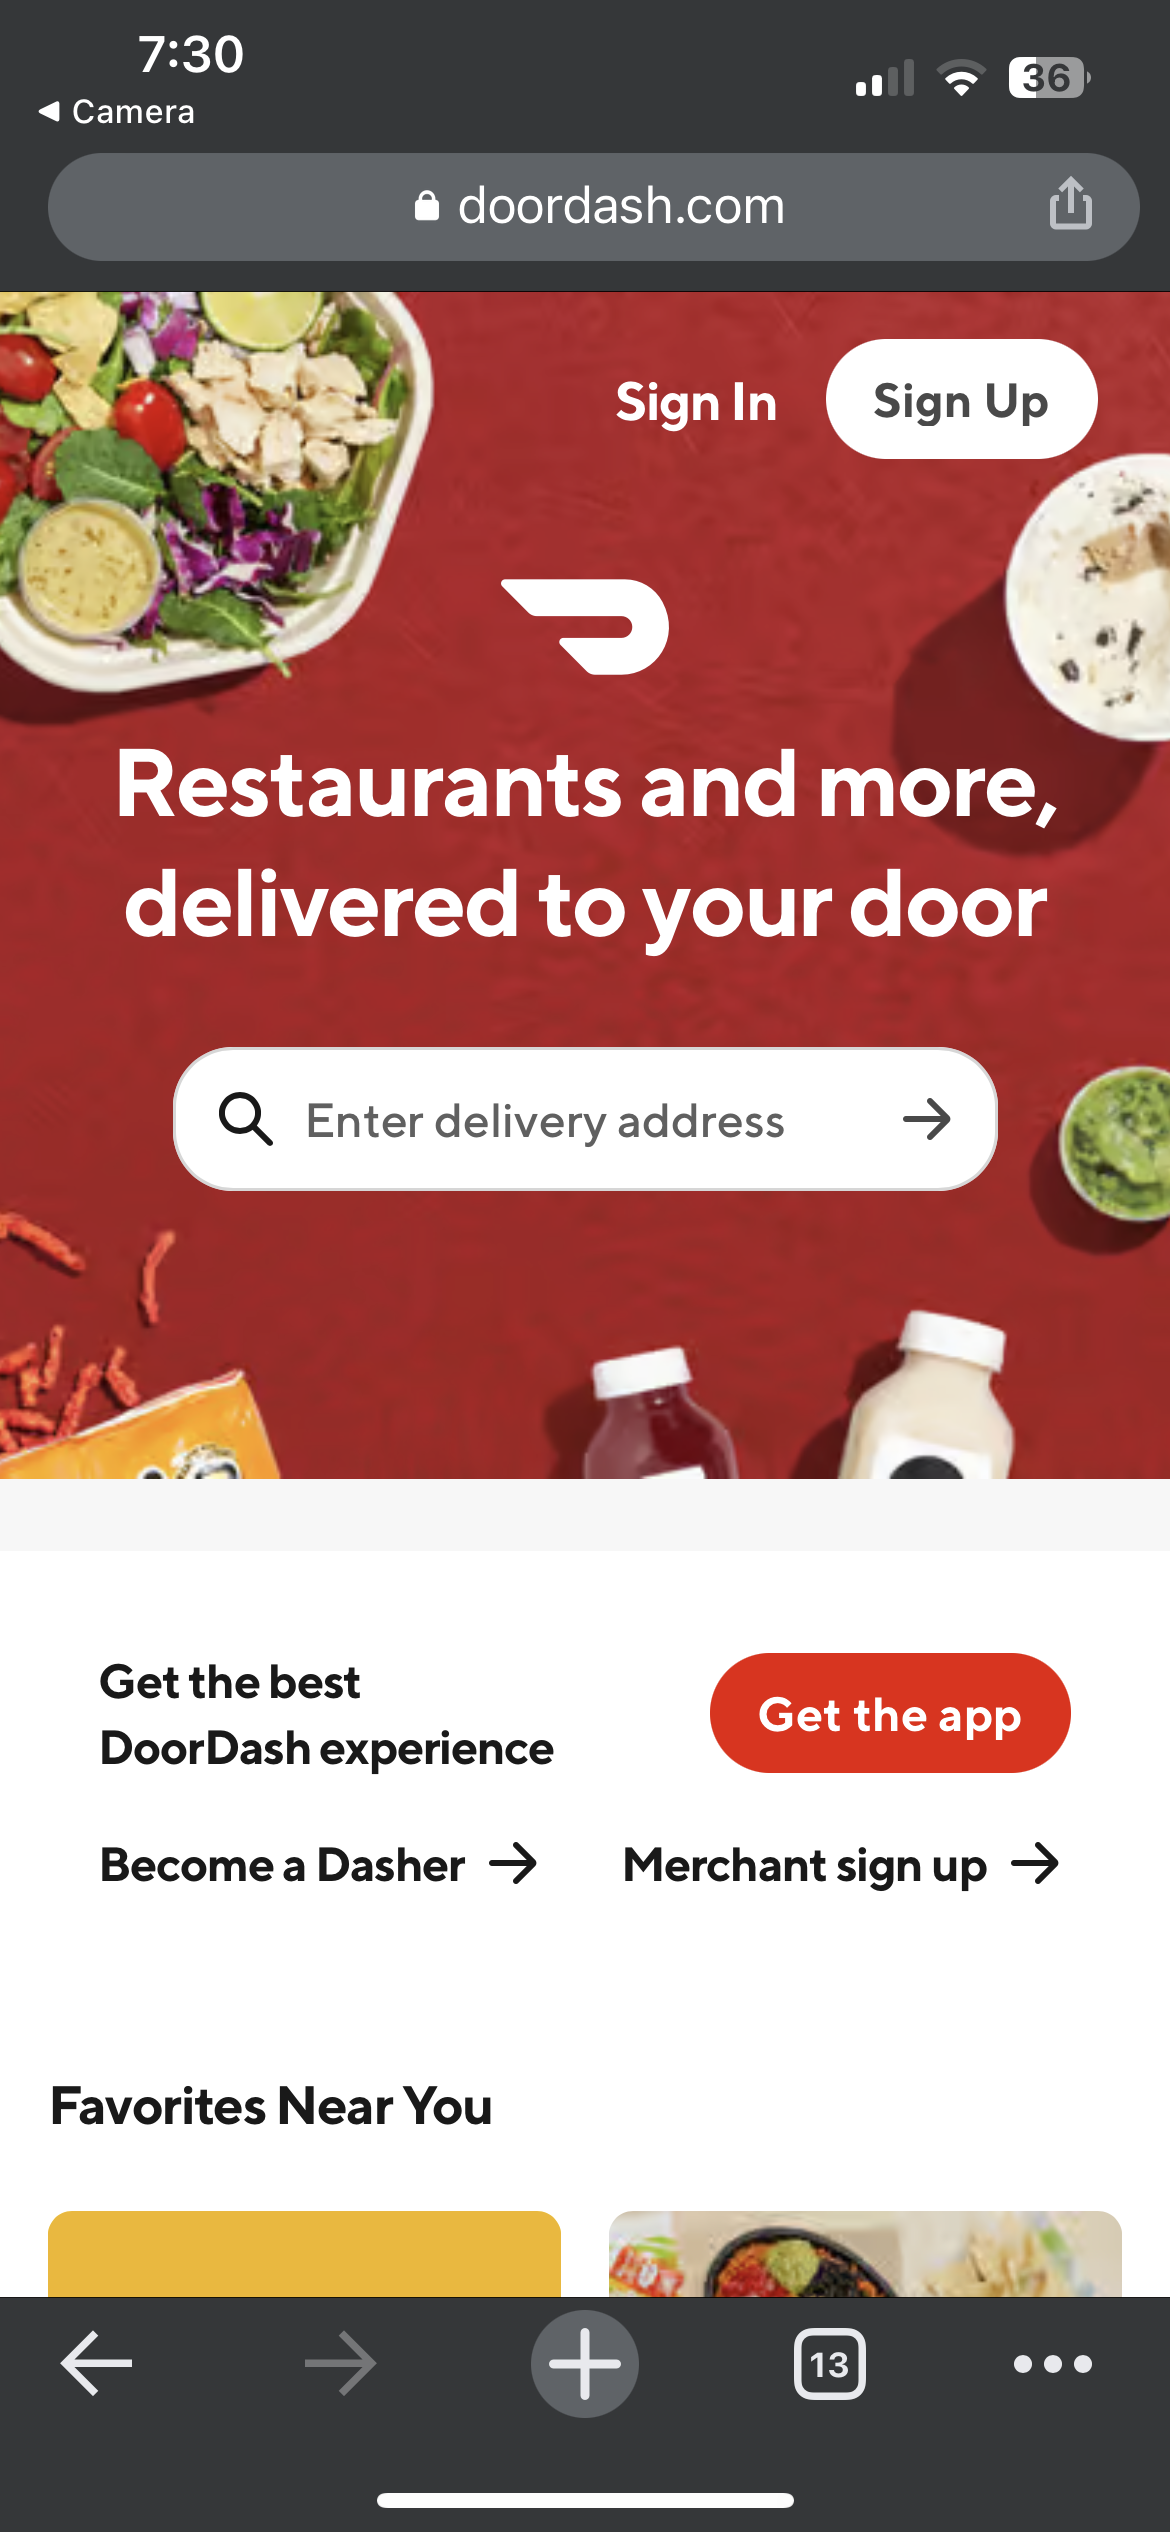 7:30
36
Camera
doordash.com
Sign In
Sign Up
Restaurants and more,
delivered to your door
Enter delivery address
Get the best
DoorDash experience
Get the app
Become a Dasher
Merchant sign up
Favorites Near You
13